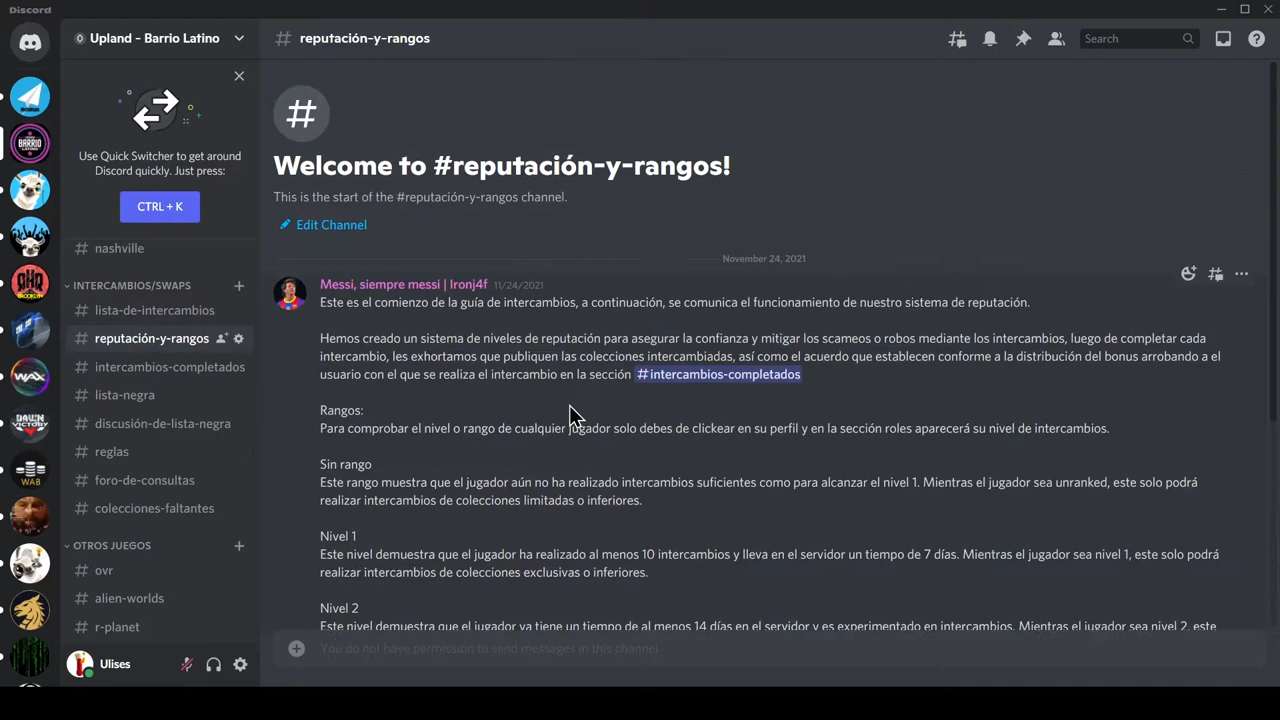 Discord
Upland - Barrio Latino
reputación-y-rangos
Search
Use Quick Switcher to get around
Discord quickly. Just press:
CTRL + K
nashville
INTERCAMBIOS/SWAPS
lista-de-intercambios
reputación-y-rangos
intercambios-completados
lista-negra
discusión-de-lista-negra
reglas
foro-de-consultas
colecciones-faltantes
OTROS JUEGOS
ovr
alien-worlds
r-planet
Ulises
#
Welcome to #reputación-y-rangos!
This is the start of the #reputación-y-rangos channel.
Edit Channel
November 24, 2021
Messi, siempre messi | Ironj4f 11/24/2021
Este es el comienzo de la guía de intercambios, a continuación, se comunica el funcionamiento de nuestro sistema de reputación.
Hemos creado un sistema de niveles de reputación para asegurar la confianza y mitigar los scameos o robos mediante los intercambios, luego de completar cada
intercambio, les exhortamos que publiquen las colecciones intercambiadas, así como el acuerdo que establecen conforme a la distribución del bonus arrobando al
usuario con el que se realiza el intercambio en la sección #intercambios-completados
Rangos:
Para comprobar el nivel o rango de cualquier jugador solo debes de clickear en su perfil y en la sección roles aparecerá su nivel de intercambios.
Sin rango
Este rango muestra que el jugador aún no ha realizado intercambios suficientes como para alcanzar el nivel 1. Mientras el jugador sea unranked, este solo podrá
realizar intercambios de colecciones limitadas o inferiores.
Nivel 1
Este nivel demuestra que el jugador ha realizado al menos 10 intercambios y lleva en el servidor un tiempo de 7 días. Mientras el jugador sea nivel 1, este solo podrá
realizar intercambios de colecciones exclusivas o inferiores.
Nivel 2
Este nivel demuestra que el jugador ya tiene un tiempo de al menos 14 días en el servidor y es experimentado en intercambios. Mientras el jugador sea nivel 2, este
You do not have permission to send messages in this channel.
BARRIO
LATINO
BROOKLYN
WAX
DAWN
VICTORY
WAB